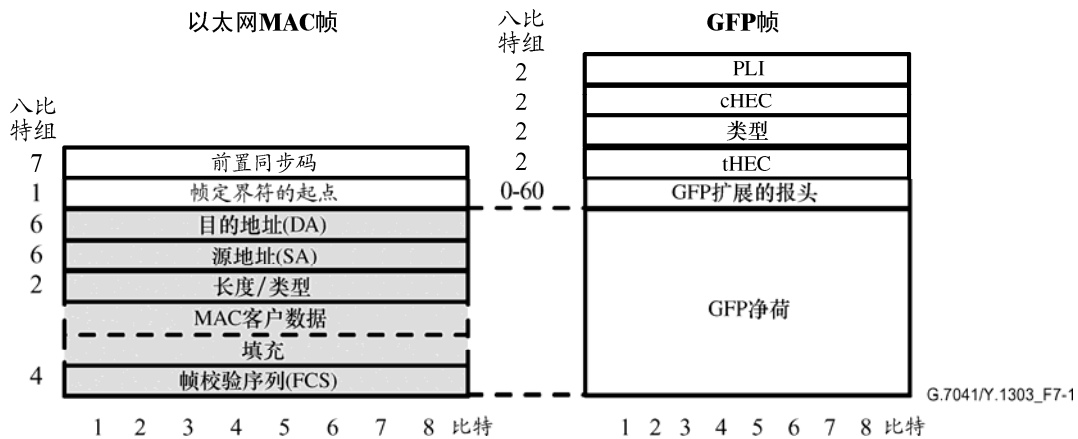 以太网MAC帧
八比
特组
7 前置同步码
1 帧定界符的起点
6 目的地址(DA)
6 源地址(SA)
2 长度/类型
MAC客户数据
填充
4 帧校验序列(FCS)
1 2 3 4 5 6 7 8 比特
GFP帧
八比
特组
2 PLI
2 cHEC
2 类型
2 tHEC
0-60 GFP扩展的报头
GFP净荷
1 2 3 4 5 6 7 8 比特
G.7041/Y.1303_F7-1